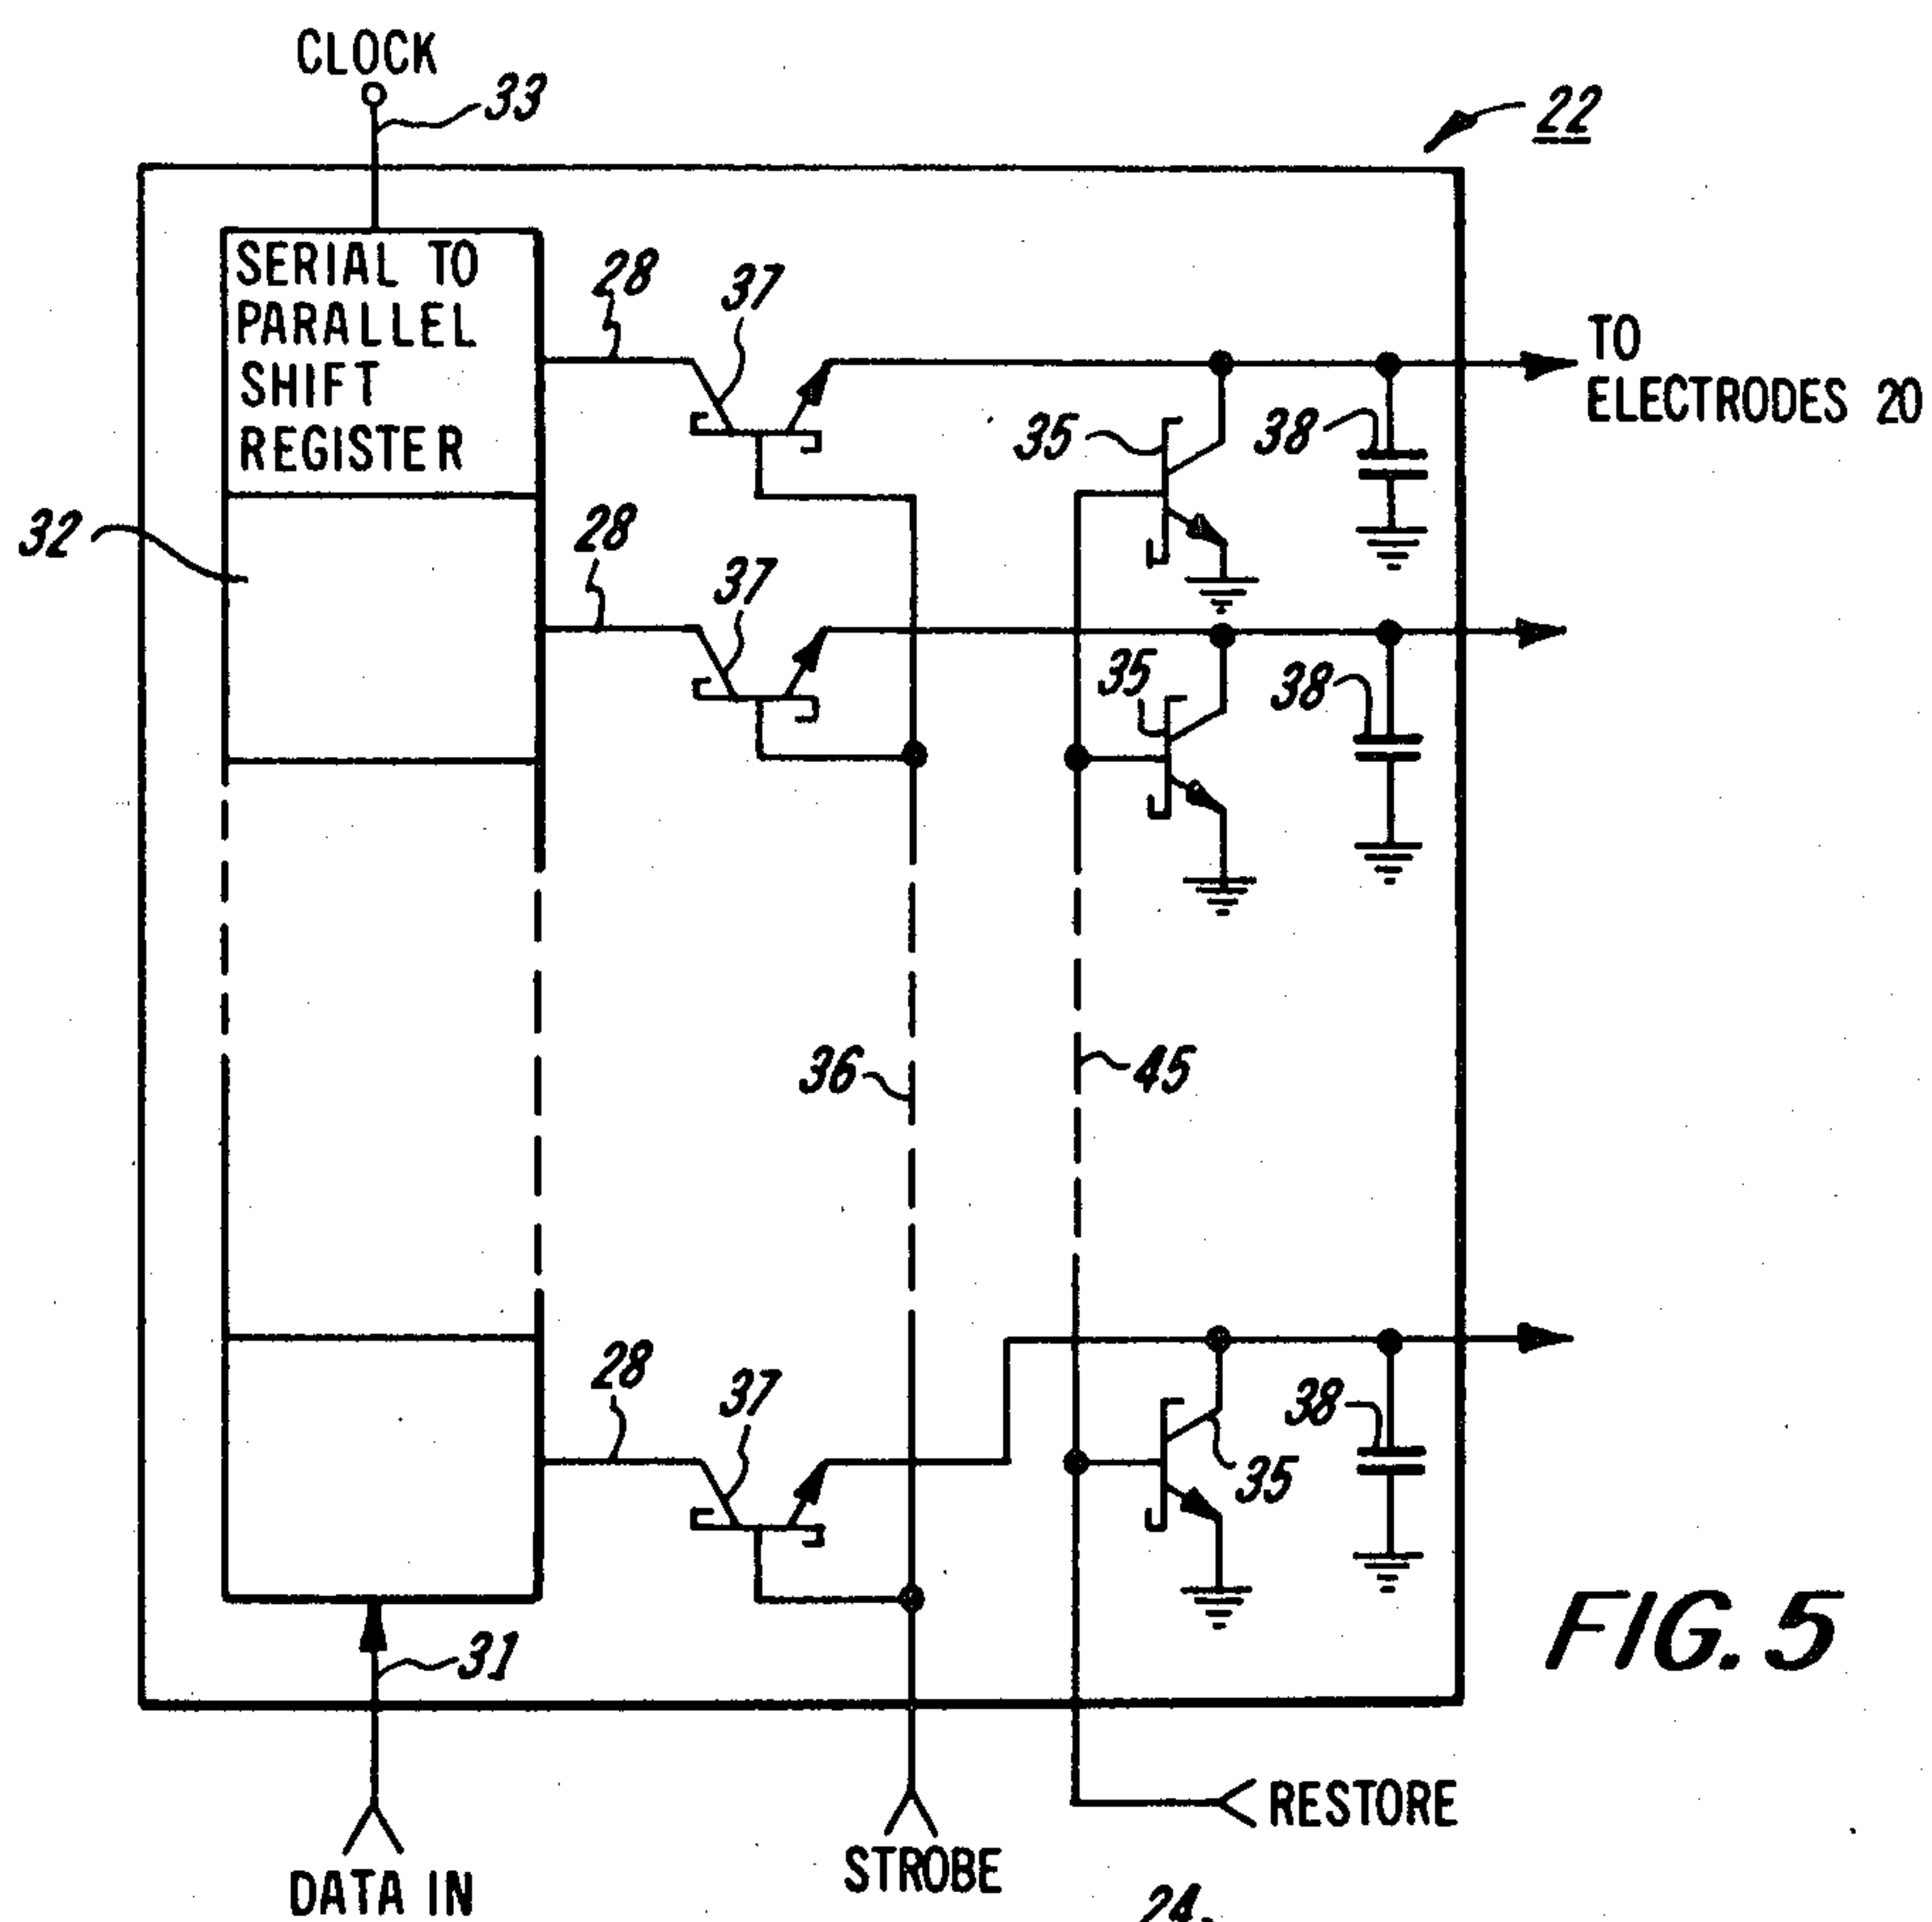 CLOCK
33
22
SERIAL TO
PARALLEL
SHIFT
REGISTER
28
37
TO
ELECTRODES 20
35
38
32
28
37
35
38
36
45
28
37
38
35
31
FIG. 5
RESTORE
STROBE
DATA IN
24